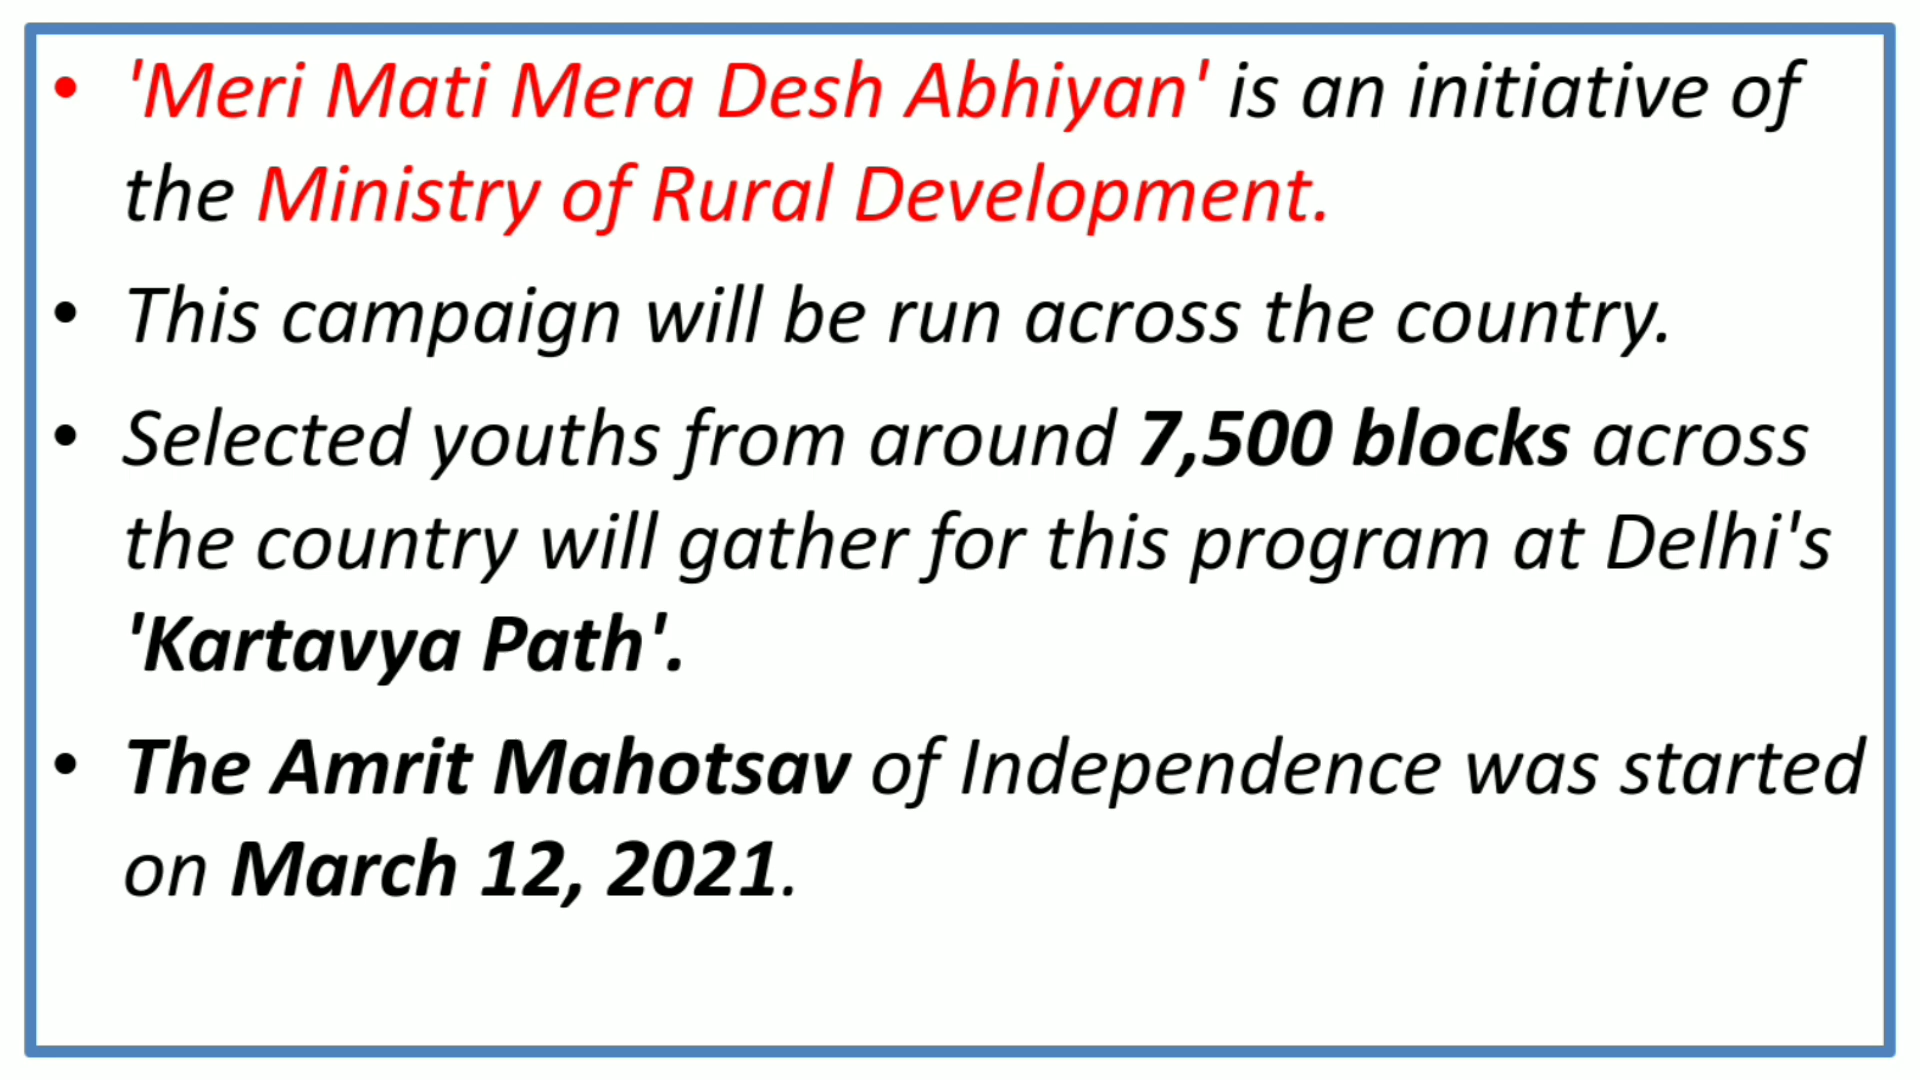 • 'Meri Mati Mera Desh Abhiyan' is an initiative of
the Ministry of Rural Development.
• This campaign will be run across the country.
• Selected youths from around 7,500 blocks across
the country will gather for this program at Delhi's
'Kartavya Path'.
• The Amrit Mahotsav of Independence was started
on March 12, 2021.